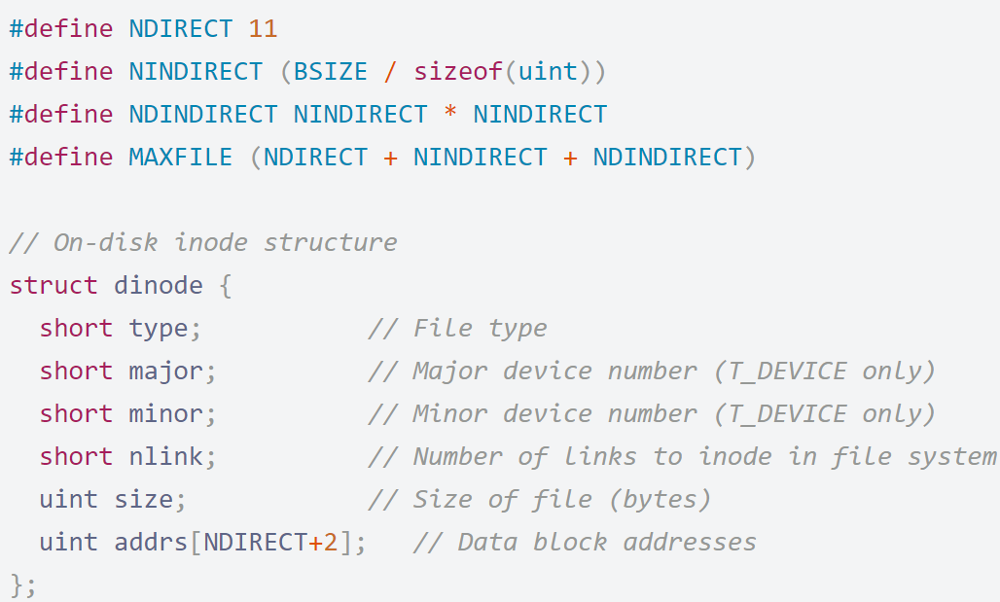 #define NDIRECT 11
#define NINDIRECT (BSIZE / sizeof(uint))
#define NDINDIRECT NINDIRECT * NINDIRECT
#define MAXFILE (NDIRECT + NINDIRECT + NDINDIRECT)

// On-disk inode structure
struct dinode {
  short type;           // File type
  short major;          // Major device number (T_DEVICE only)
  short minor;          // Minor device number (T_DEVICE only)
  short nlink;          // Number of links to inode in file system
  uint size;            // Size of file (bytes)
  uint addrs[NDIRECT+2];   // Data block addresses
};